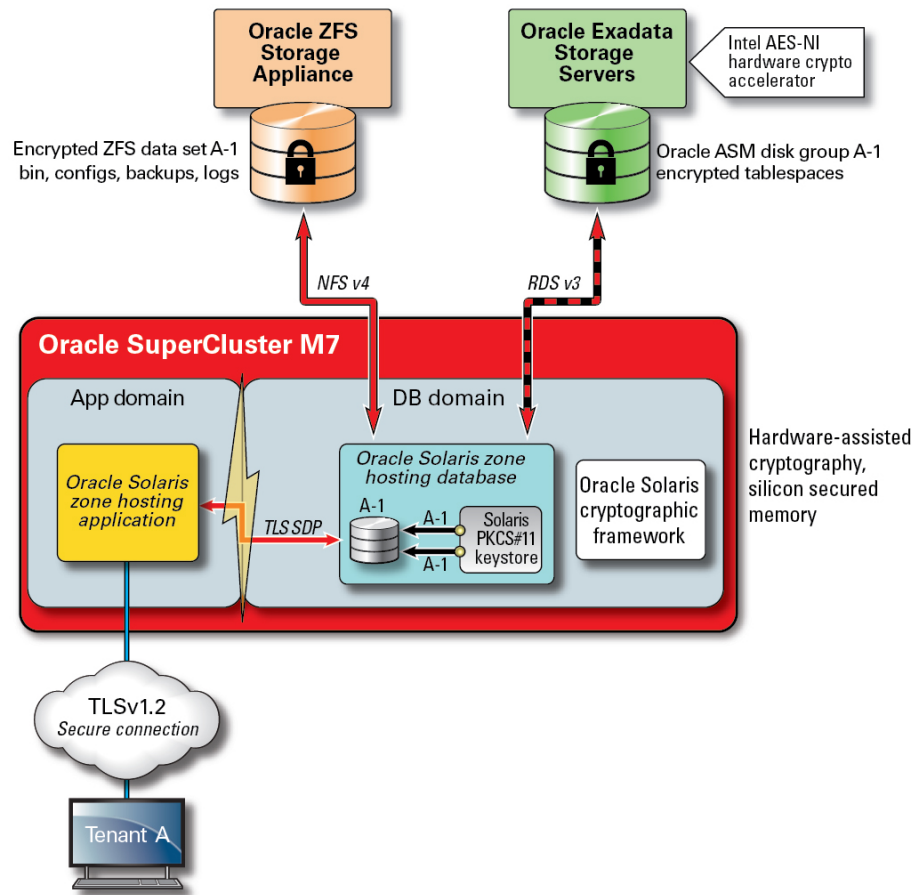 Oracle ZFS
Storage
Appliance
Oracle Exadata
Storage
Servers
Intel AES-NI
hardware crypto
accelerator
Encrypted ZFS data set A-1
bin, configs, backups, logs
Oracle ASM disk group A-1
encrypted tablespaces
NFS v4
RDS v3
Oracle SuperCluster M7
App domain
DB domain
Oracle Solaris
zone hosting
application
TLS SDP
Oracle Solaris zone
hosting database
A-1
A-1
A-1
Solaris
PKCS#11
keystore
Oracle Solaris
cryptographic
framework
Hardware-assisted
cryptography,
silicon secured
memory
TLSv1.2
Secure connection
Tenant A